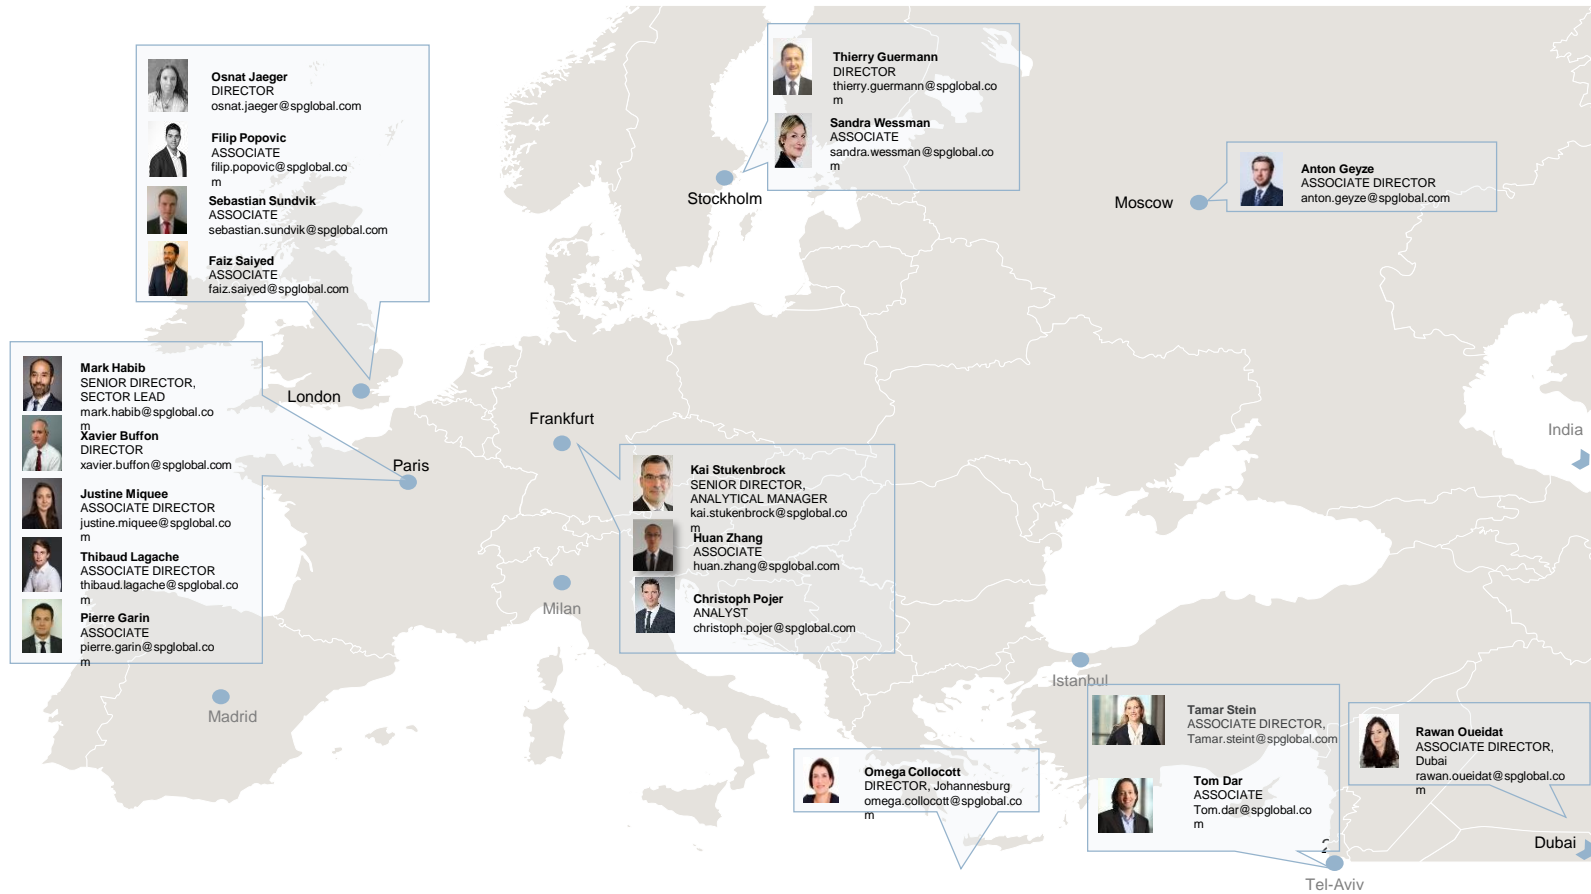 Osnat Jaeger
DIRECTOR
osnat.jaeger@spglobal.com
Filip Popovic
ASSOCIATE
filip.popovic@spglobal.co
m
Sebastian Sundvik
ASSOCIATE
sebastian.sundvik@spglobal.com
Faiz Saiyed
ASSOCIATE
faiz.saiyed@spglobal.com
Thierry Guermann
DIRECTOR
thierry.guermann@spglobal.co
m
Sandra Wessman
ASSOCIATE
sandra.wessman@spglobal.co
m
Stockholm
Moscow
Anton Geyze
ASSOCIATE DIRECTOR
anton.geyze@spglobal.com
Mark Habib
SENIOR DIRECTOR,
SECTOR LEAD
mark.habib@spglobal.co
m
Xavier Buffon
DIRECTOR
xavier.buffon@spglobal.com
Justine Miquee
ASSOCIATE DIRECTOR
justine.miquee@spglobal.co
m
Thibaud Lagache
ASSOCIATE DIRECTOR
thibaud.lagache@spglobal.co
m
Pierre Garin
ASSOCIATE
pierre.garin@spglobal.co
m
London
Paris
Frankfurt
Kai Stukenbrock
SENIOR DIRECTOR,
ANALYTICAL MANAGER
kai.stukenbrock@spglobal.co
m
Huan Zhang
ASSOCIATE
huan.zhang@spglobal.com
Christoph Pojer
ANALYST
christoph.pojer@spglobal.com
India
Milan
Madrid
Istanbul
Omega Collocott
DIRECTOR, Johannesburg
omega.collocott@spglobal.co
m
Tamar Stein
ASSOCIATE DIRECTOR,
Tamar.steint@spglobal.com
Tom Dar
ASSOCIATE
Tom.dar@spglobal.co
m
Rawan Oueidat
ASSOCIATE DIRECTOR,
Dubai
rawan.oueidat@spglobal.co
m
2
Dubai
Tel-Aviv